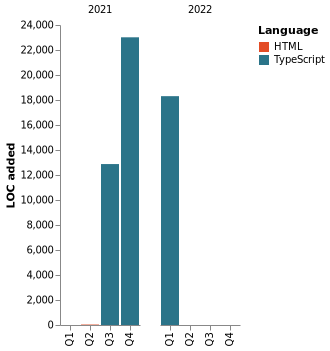 2021 2022
Language
HTML
TypeScript
LOC added
24,000
22,000
20,000
18,000
16,000
14,000
12,000
10,000
8,000
6,000
4,000
2,000
0
Q1 Q2 Q3 Q4 Q1 Q2 Q3 Q4